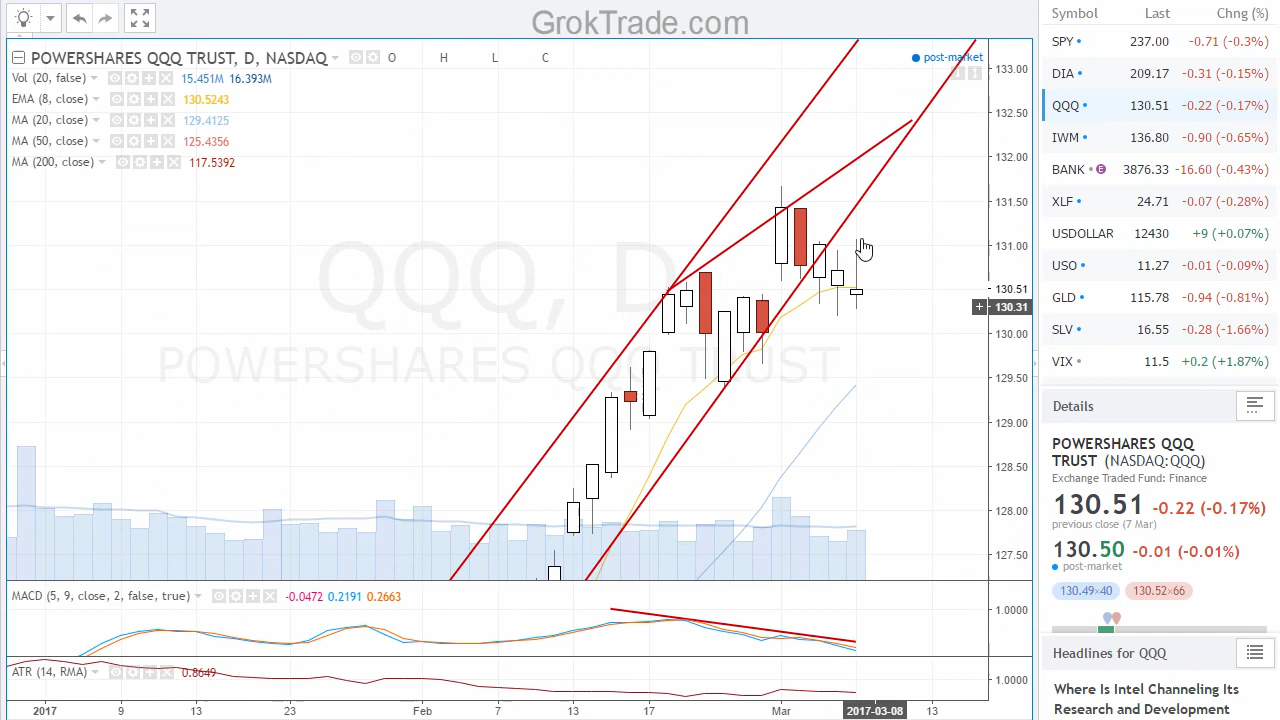 GrokTrade.com
POWERSHARES QQQ TRUST, D, NASDAQ O H L C
post-market
Vol (20, false) 15.451M 16.393M
EMA (8, close) 130.5243
MA (20, close) 129.4125
MA (50, close) 125.4356
MA (200, close) 117.5392
QQQ, D
POWERSHARES QQQ TRUST
133.00
132.50
132.00
131.50
131.00
130.51
130.31
130.00
129.50
129.00
128.50
128.00
127.50
MACD (5, 9, close, 2, false, true) -0.0472 0.2191 0.2663
1.0000
ATR (14, RMA) 0.8649
1.0000
2017 9 13 23 Feb 7 13 17 Mar 2017-03-08 13
Symbol Last Chng (%)
SPY 237.00 -0.71 (-0.3%)
DIA 209.17 -0.31 (-0.15%)
QQQ 130.51 -0.22 (-0.17%)
IWM 136.80 -0.90 (-0.65%)
BANK E 3876.33 -16.60 (-0.43%)
XLF 24.71 -0.07 (-0.28%)
USDOLLAR 12430 +9 (+0.07%)
USO 11.27 -0.01 (-0.09%)
GLD 115.78 -0.94 (-0.81%)
SLV 16.55 -0.28 (-1.66%)
VIX 11.5 +0.2 (+1.87%)
Details
POWERSHARES QQQ
TRUST (NASDAQ:QQQ)
Exchange Traded Fund: Finance
130.51 -0.22 (-0.17%)
previous close (7 Mar)
130.50 -0.01 (-0.01%)
post-market
130.49×40 130.52×66
Headlines for QQQ
Where Is Intel Channeling Its
Research and Development